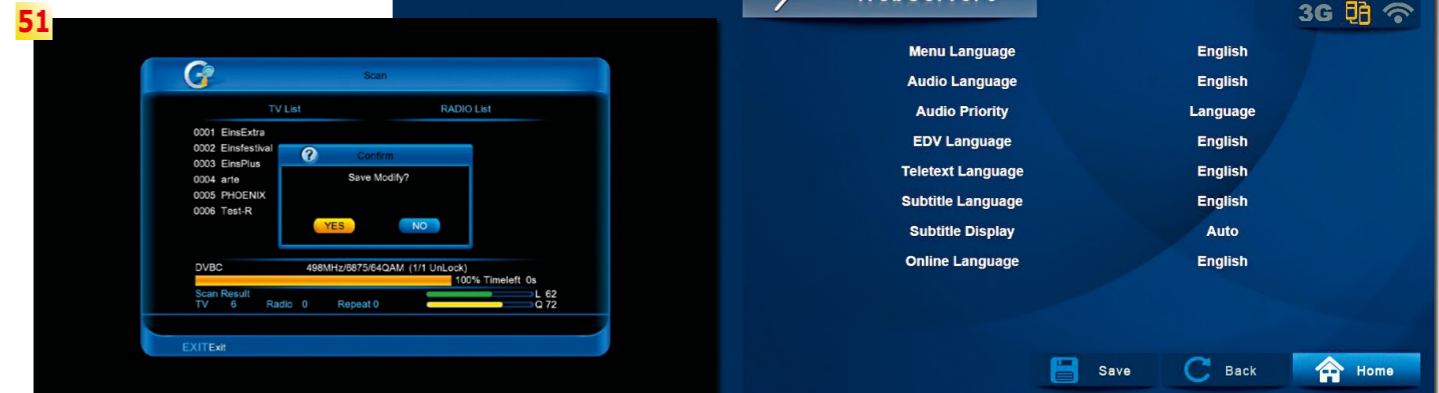 51
Scan
TV List RADIO List
0001 EinsExtra
0002 Einsfestival
0003 EinsPlus
0004 arte
0005 PHOENIX
0006 Test-R
Confirm
Save Modify?
YES NO
DVBC 498MHz/6875/64QAM (1/1 UnLock)
100% Timeleft 0s
Scan Result L 62
TV 6 Radio 0 Repeat 0 Q 72
EXITExit
3G
Menu Language English
Audio Language English
Audio Priority Language
EDV Language English
Teletext Language English
Subtitle Language English
Subtitle Display Auto
Online Language English
Save Back Home